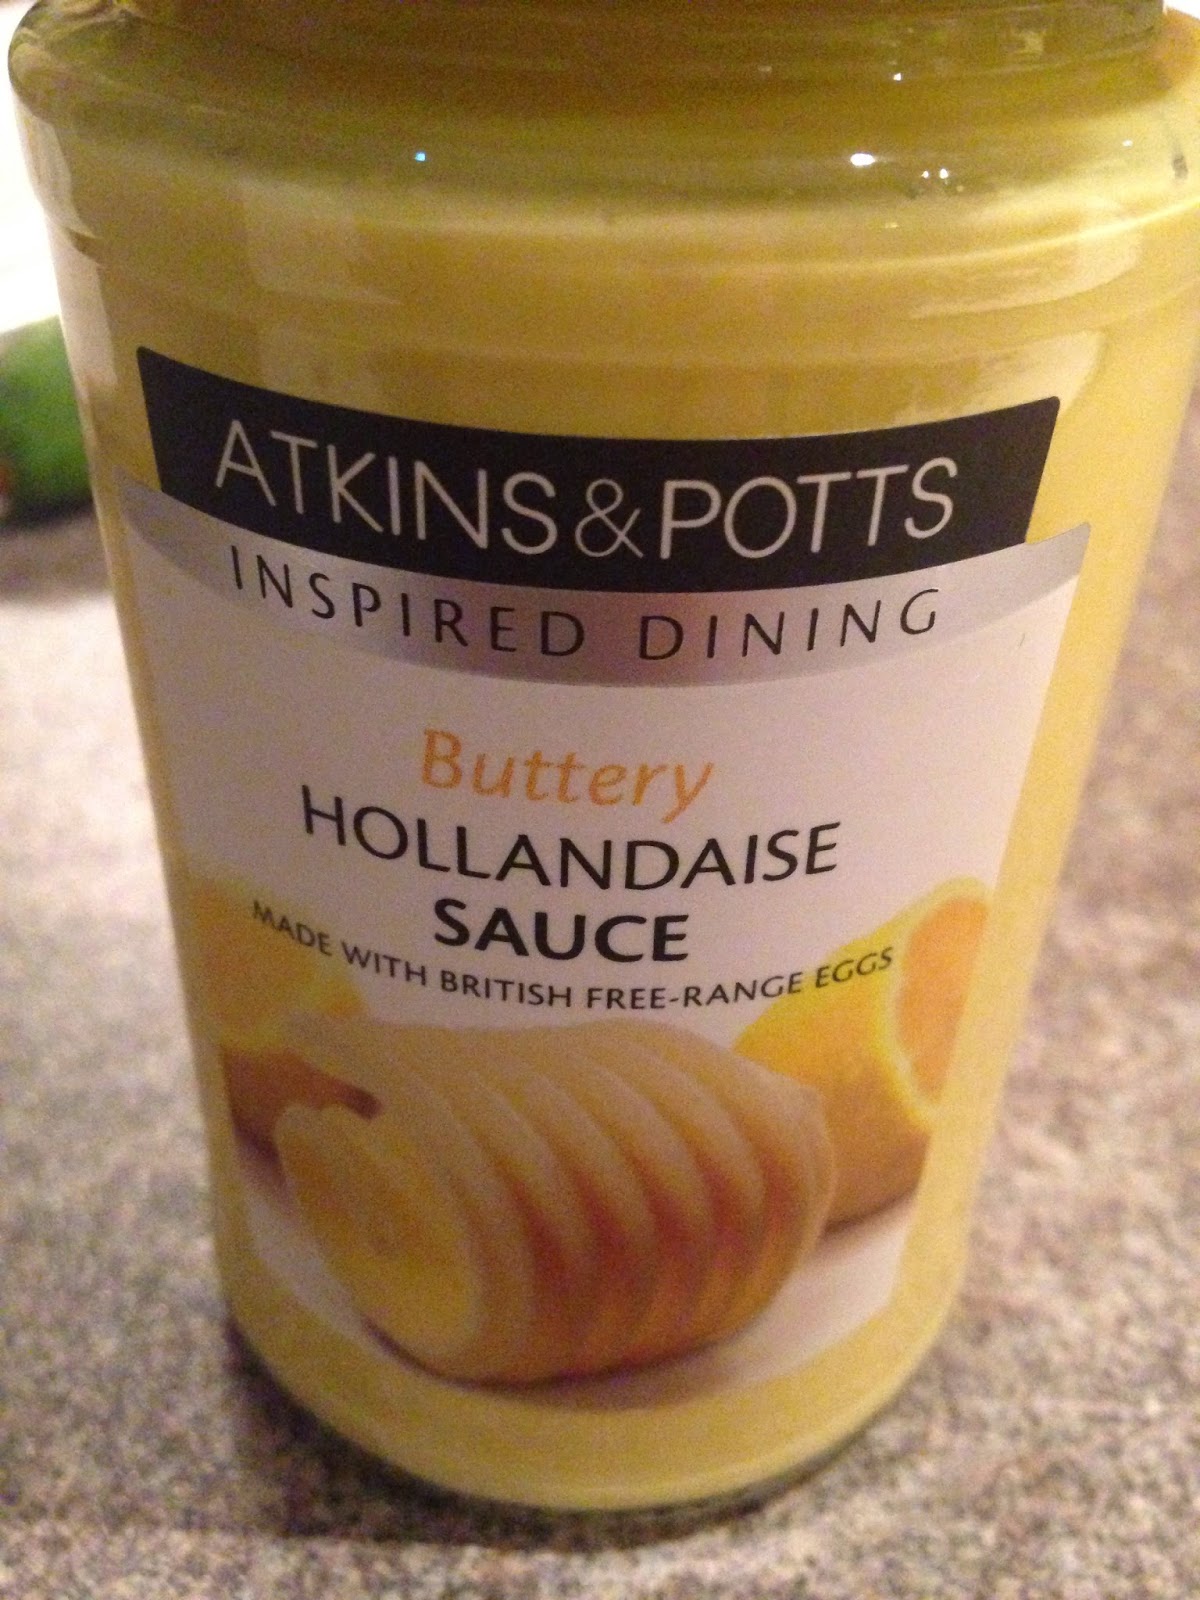 ATKINS&POTTS
INSPIRED DINING
Buttery
HOLLANDAISE
SAUCE
MADE WITH BRITISH FREE-RANGE EGGS